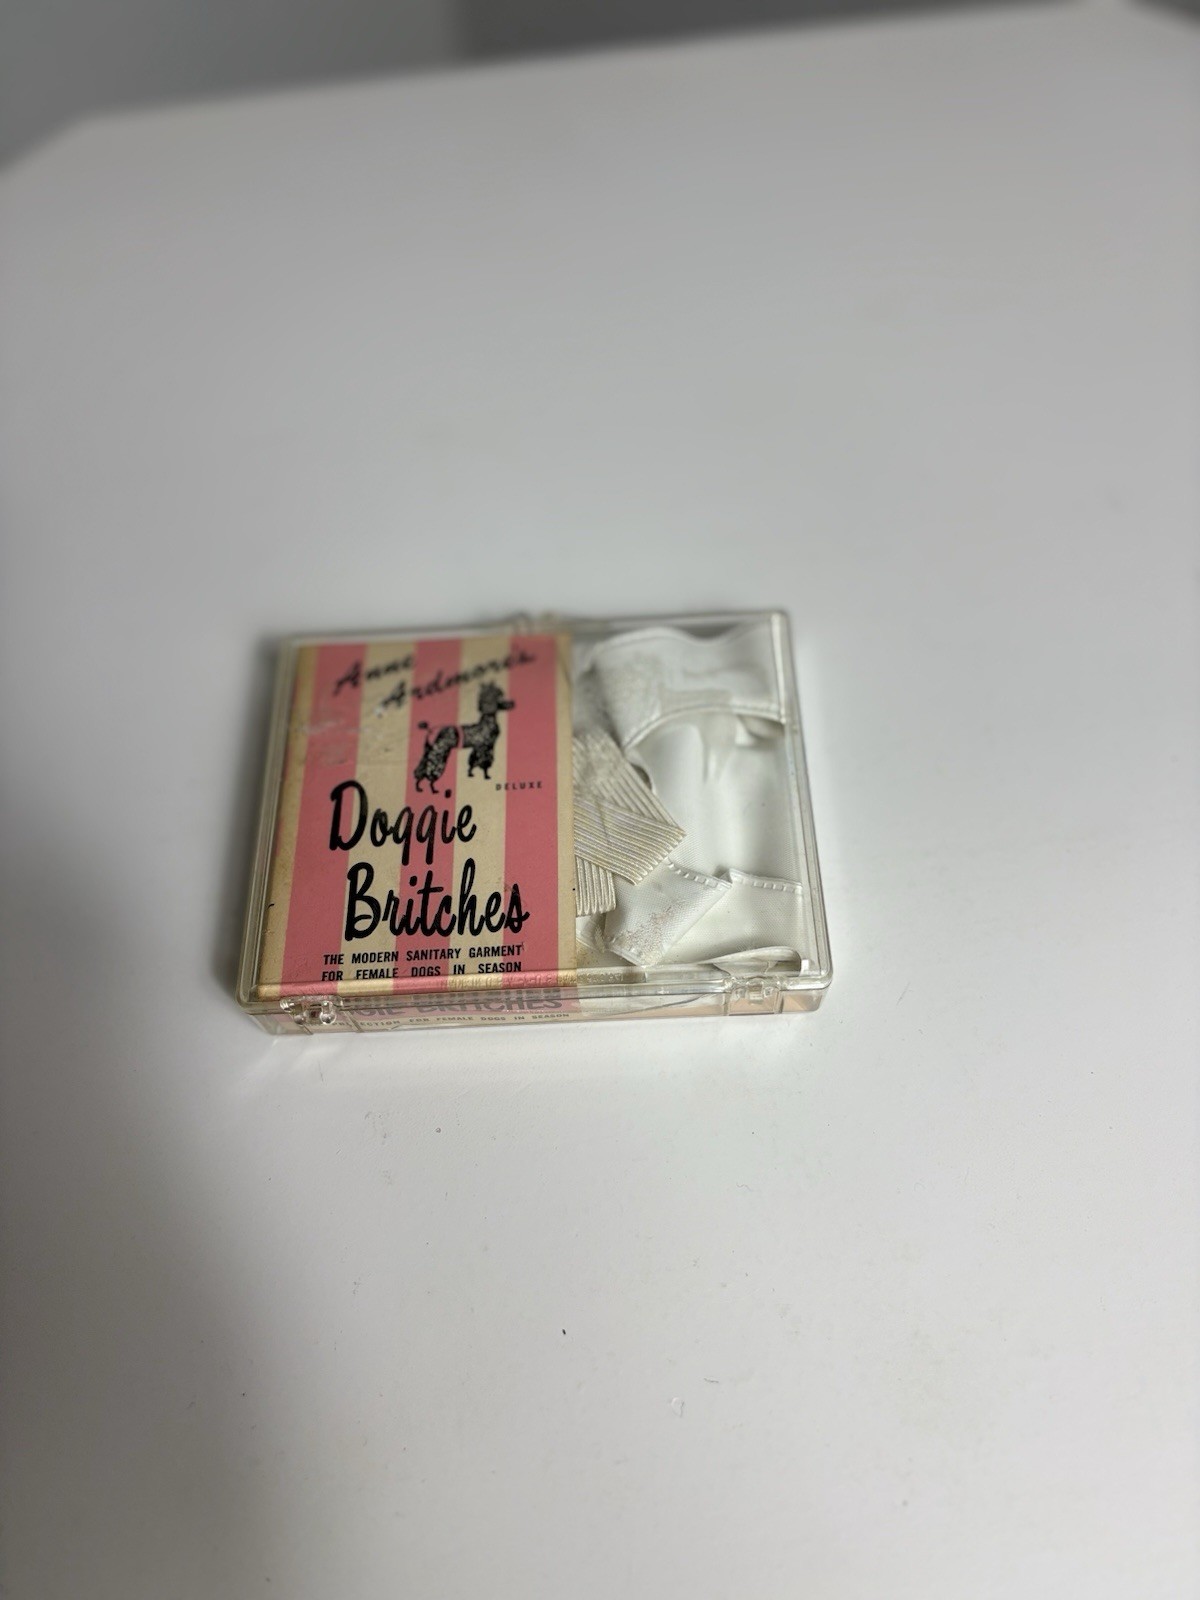 Anne
Ardmore's
DELUXE
Doggie
Britches
THE MODERN SANITARY GARMENT
FOR FEMALE DOGS IN SEASON
BRITCHES
FOR FEMALE DOGS IN SEASON